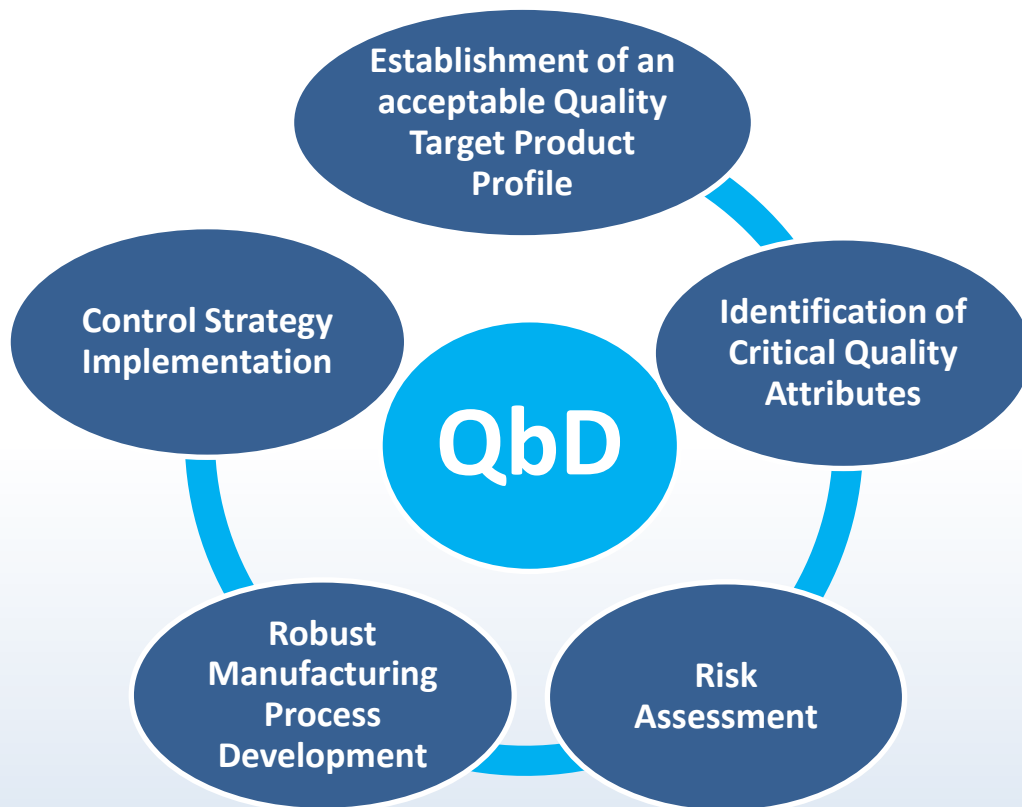 Establishment of an
acceptable Quality
Target Product
Profile
Identification of
Critical Quality
Attributes
Risk
Assessment
Robust
Manufacturing
Process
Development
Control Strategy
Implementation
QbD